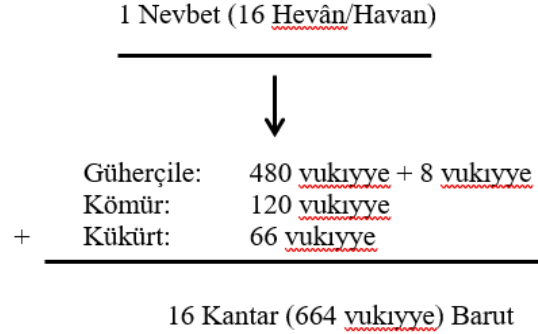 1 Nevbet (16 Hevân/Havan)
Güherçile: 480 vukıyye + 8 vukıyye
Kömür: 120 vukıyye
+ Kükürt: 66 vukıyye
16 Kantar (664 vukıyye) Barut